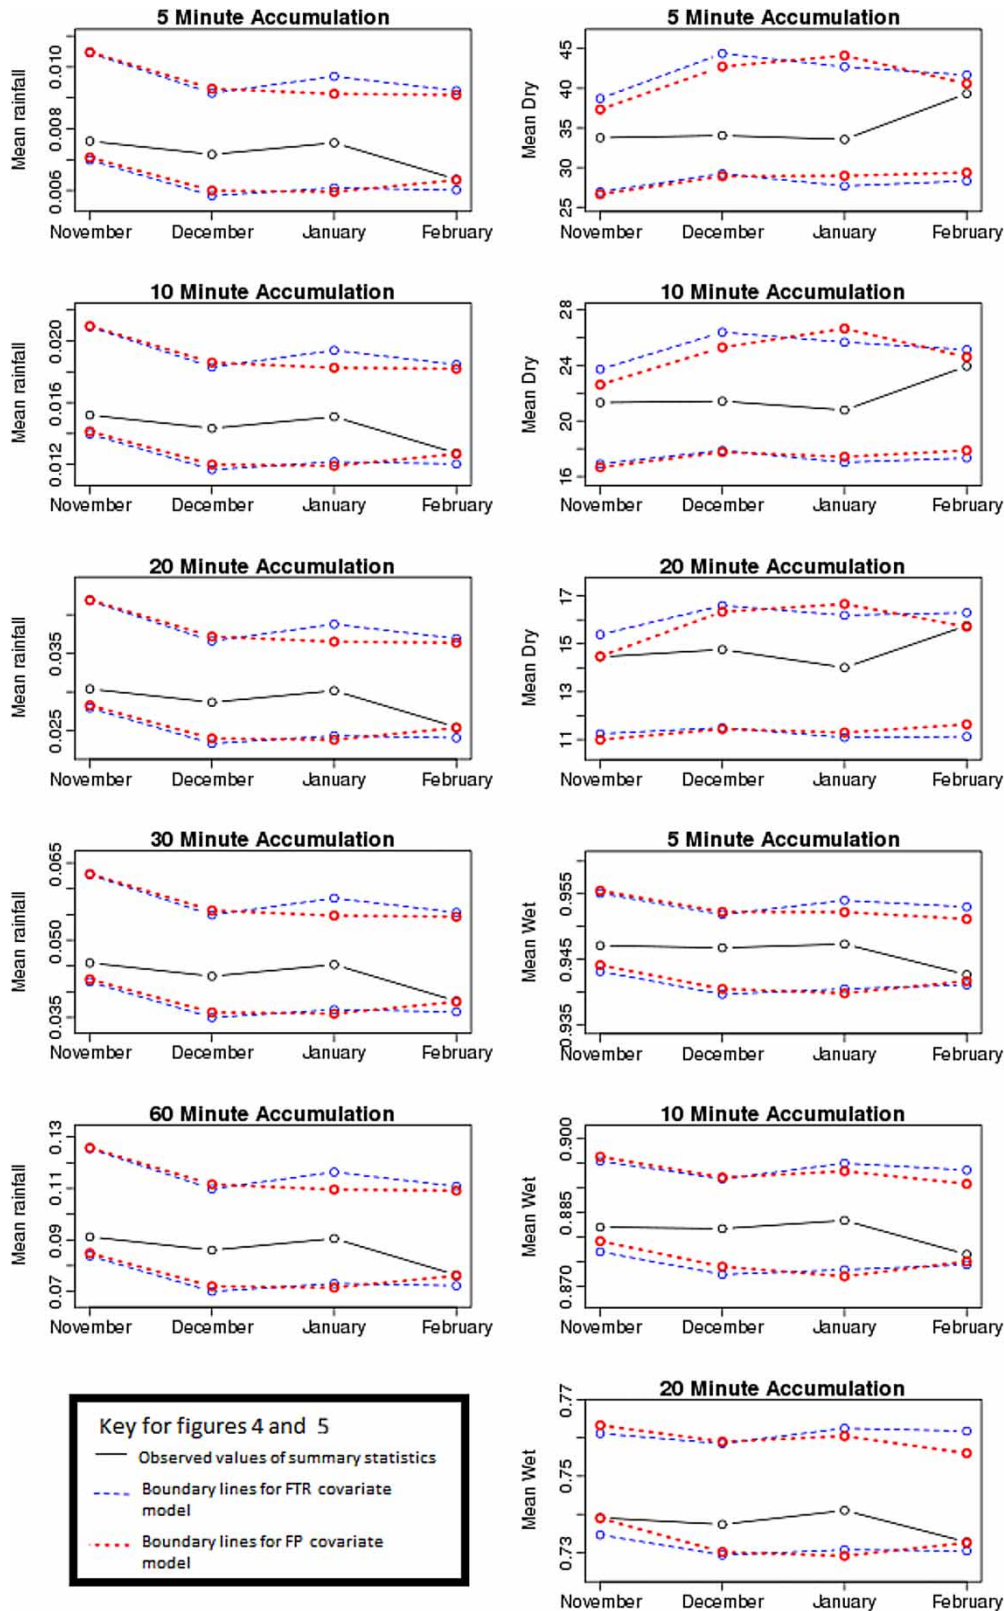 5 Minute Accumulation
Mean rainfall
0.010
0.008
0.006
November December January February
5 Minute Accumulation
Mean Dry
45
40
35
30
25
November December January February
10 Minute Accumulation
Mean rainfall
0.020
0.016
0.012
November December January February
10 Minute Accumulation
Mean Dry
28
24
20
16
November December January February
20 Minute Accumulation
Mean rainfall
0.035
0.025
November December January February
20 Minute Accumulation
Mean Dry
17
15
13
11
November December January February
30 Minute Accumulation
Mean rainfall
0.065
0.050
0.035
November December January February
5 Minute Accumulation
Mean Wet
0.955
0.945
0.935
November December January February
60 Minute Accumulation
Mean rainfall
0.13
0.11
0.09
0.07
November December January February
10 Minute Accumulation
Mean Wet
0.900
0.885
0.870
November December January February
Key for figures 4 and 5
Observed values of summary statistics
Boundary lines for FTR covariate
model
Boundary lines for FP covariate
model
20 Minute Accumulation
Mean Wet
0.77
0.75
0.73
November December January February